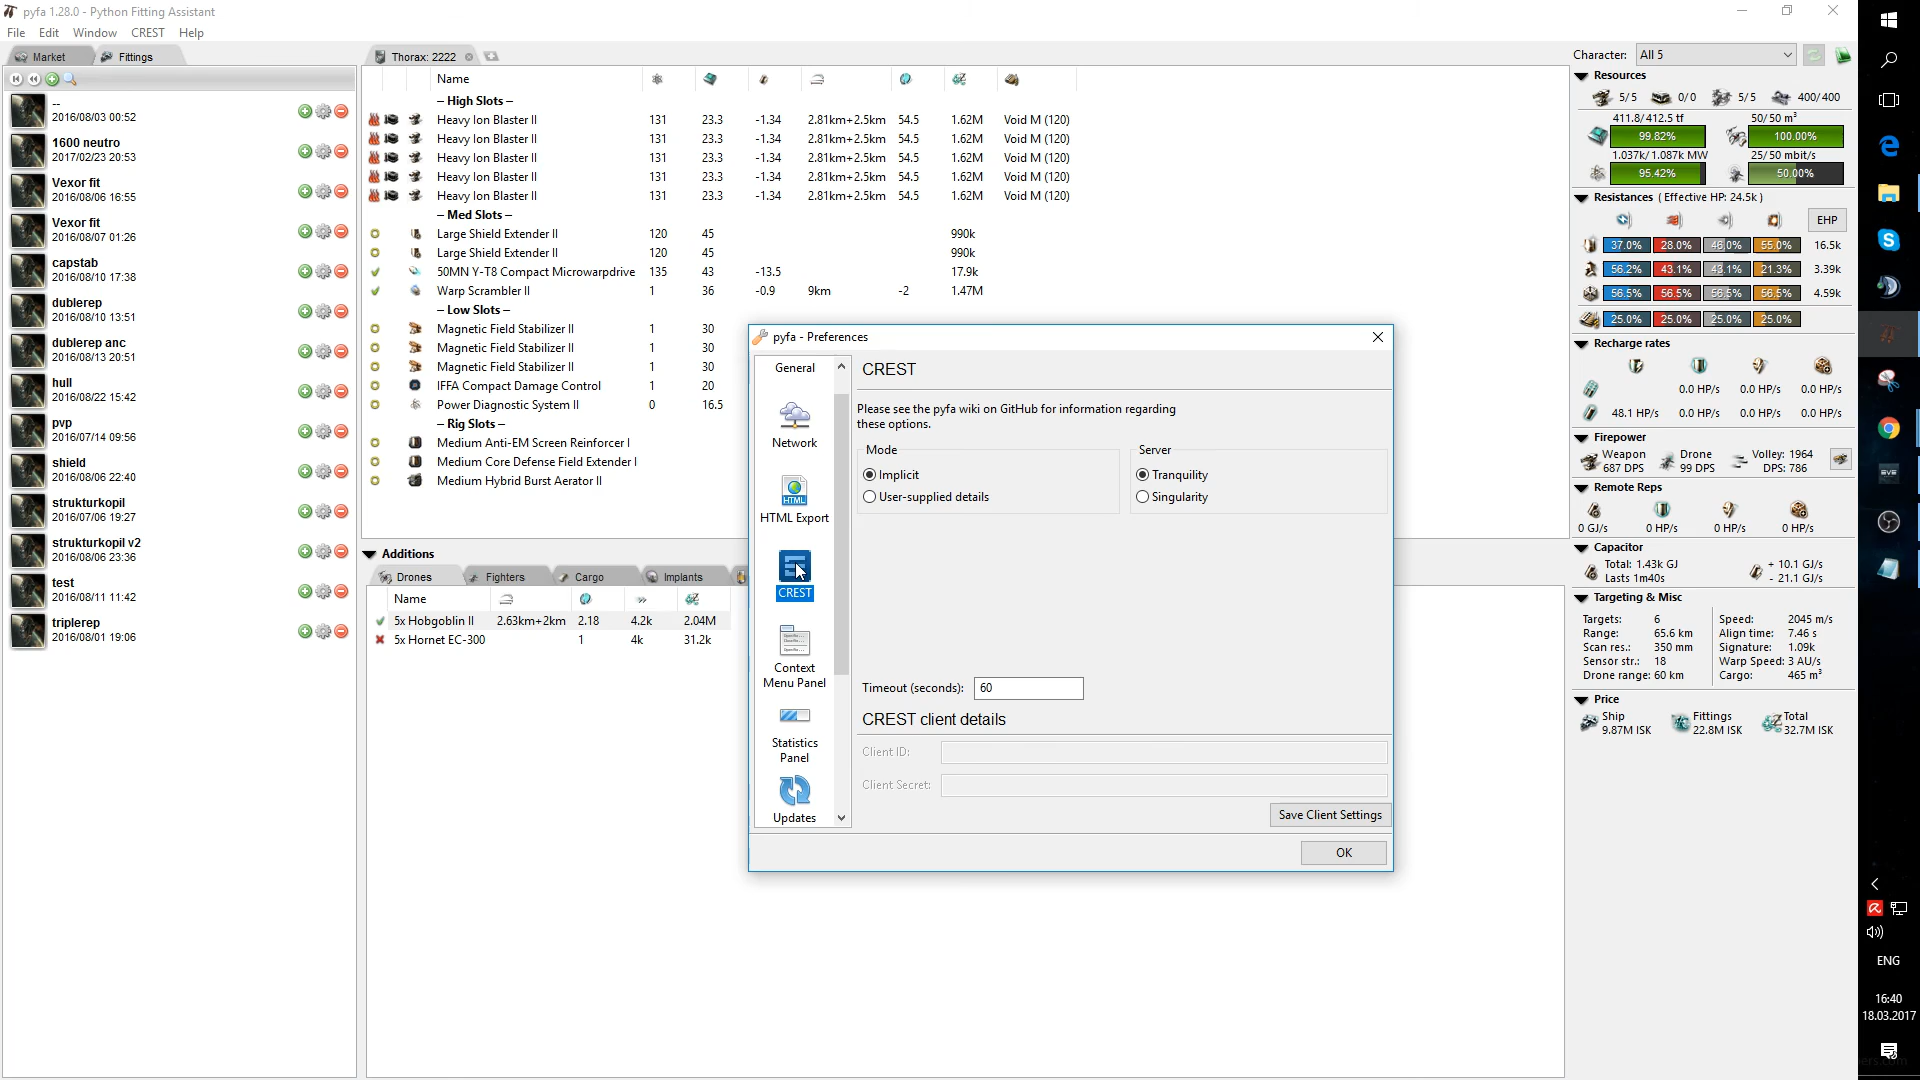 pyfa 1.28.0 - Python Fitting Assistant
File Edit Window CREST Help
Market Fittings
--
2016/08/03 00:52
1600 neutro
2017/02/23 20:53
Vexor fit
2016/08/06 16:55
Vexor fit
2016/08/07 01:26
capstab
2016/08/10 17:38
dublerep
2016/08/10 13:51
dublerep anc
2016/08/13 20:51
hull
2016/08/22 15:42
pvp
2016/07/14 09:56
shield
2016/08/06 22:40
strukturkopil
2016/07/06 19:27
strukturkopil v2
2016/08/06 23:36
test
2016/08/11 11:42
triplerep
2016/08/01 19:06
Thorax: 2222
Name
– High Slots –
Heavy Ion Blaster II 131 23.3 -1.34 2.81km+2.5km 54.5 1.62M Void M (120)
Heavy Ion Blaster II 131 23.3 -1.34 2.81km+2.5km 54.5 1.62M Void M (120)
Heavy Ion Blaster II 131 23.3 -1.34 2.81km+2.5km 54.5 1.62M Void M (120)
Heavy Ion Blaster II 131 23.3 -1.34 2.81km+2.5km 54.5 1.62M Void M (120)
Heavy Ion Blaster II 131 23.3 -1.34 2.81km+2.5km 54.5 1.62M Void M (120)
– Med Slots –
Large Shield Extender II 120 45 990k
Large Shield Extender II 120 45 990k
50MN Y-T8 Compact Microwarpdrive 135 43 -13.5 17.9k
Warp Scrambler II 1 36 -0.9 9km -2 1.47M
– Low Slots –
Magnetic Field Stabilizer II 1 30
Magnetic Field Stabilizer II 1 30
Magnetic Field Stabilizer II 1 30
IFFA Compact Damage Control 1 20
Power Diagnostic System II 0 16.5
– Rig Slots –
Medium Anti-EM Screen Reinforcer I
Medium Core Defense Field Extender I
Medium Hybrid Burst Aerator II
Additions
Drones Fighters Cargo Implants
Name
5x Hobgoblin II 2.63km+2km 2.18 4.2k 2.04M
5x Hornet EC-300 1 4k 31.2k
pyfa - Preferences
General
Network
HTML
HTML Export
CREST
Context
Menu Panel
Statistics
Panel
Updates
CREST
Please see the pyfa wiki on GitHub for information regarding
these options.
Mode
Implicit
User-supplied details
Server
Tranquility
Singularity
Timeout (seconds): 60
CREST client details
Client ID:
Client Secret:
Save Client Settings
OK
Character: All 5
Resources
5/5 0/0 5/5 400/400
411.8/412.5 tf 50/50 m³
99.82% 100.00%
1.037k/1.087k MW 25/50 mbit/s
95.42% 50.00%
Resistances (Effective HP: 24.5k)
EHP
37.0% 28.0% 46.0% 55.0% 16.5k
56.2% 43.1% 43.1% 21.3% 3.39k
56.5% 56.5% 56.5% 56.5% 4.59k
25.0% 25.0% 25.0% 25.0%
Recharge rates
0.0 HP/s 0.0 HP/s 0.0 HP/s
48.1 HP/s 0.0 HP/s 0.0 HP/s 0.0 HP/s
Firepower
Weapon Drone Volley: 1964
687 DPS 99 DPS DPS: 786
Remote Reps
0 GJ/s 0 HP/s 0 HP/s 0 HP/s
Capacitor
Total: 1.43k GJ + 10.1 GJ/s
Lasts 1m40s - 21.1 GJ/s
Targeting & Misc
Targets: 6 Speed: 2045 m/s
Range: 65.6 km Align time: 7.46 s
Scan res.: 350 mm Signature: 1.09k
Sensor str.: 18 Warp Speed: 3 AU/s
Drone range: 60 km Cargo: 465 m³
Price
Ship Fittings Total
9.87M ISK 22.8M ISK 32.7M ISK
EVE
ENG
16:40
18.03.2017